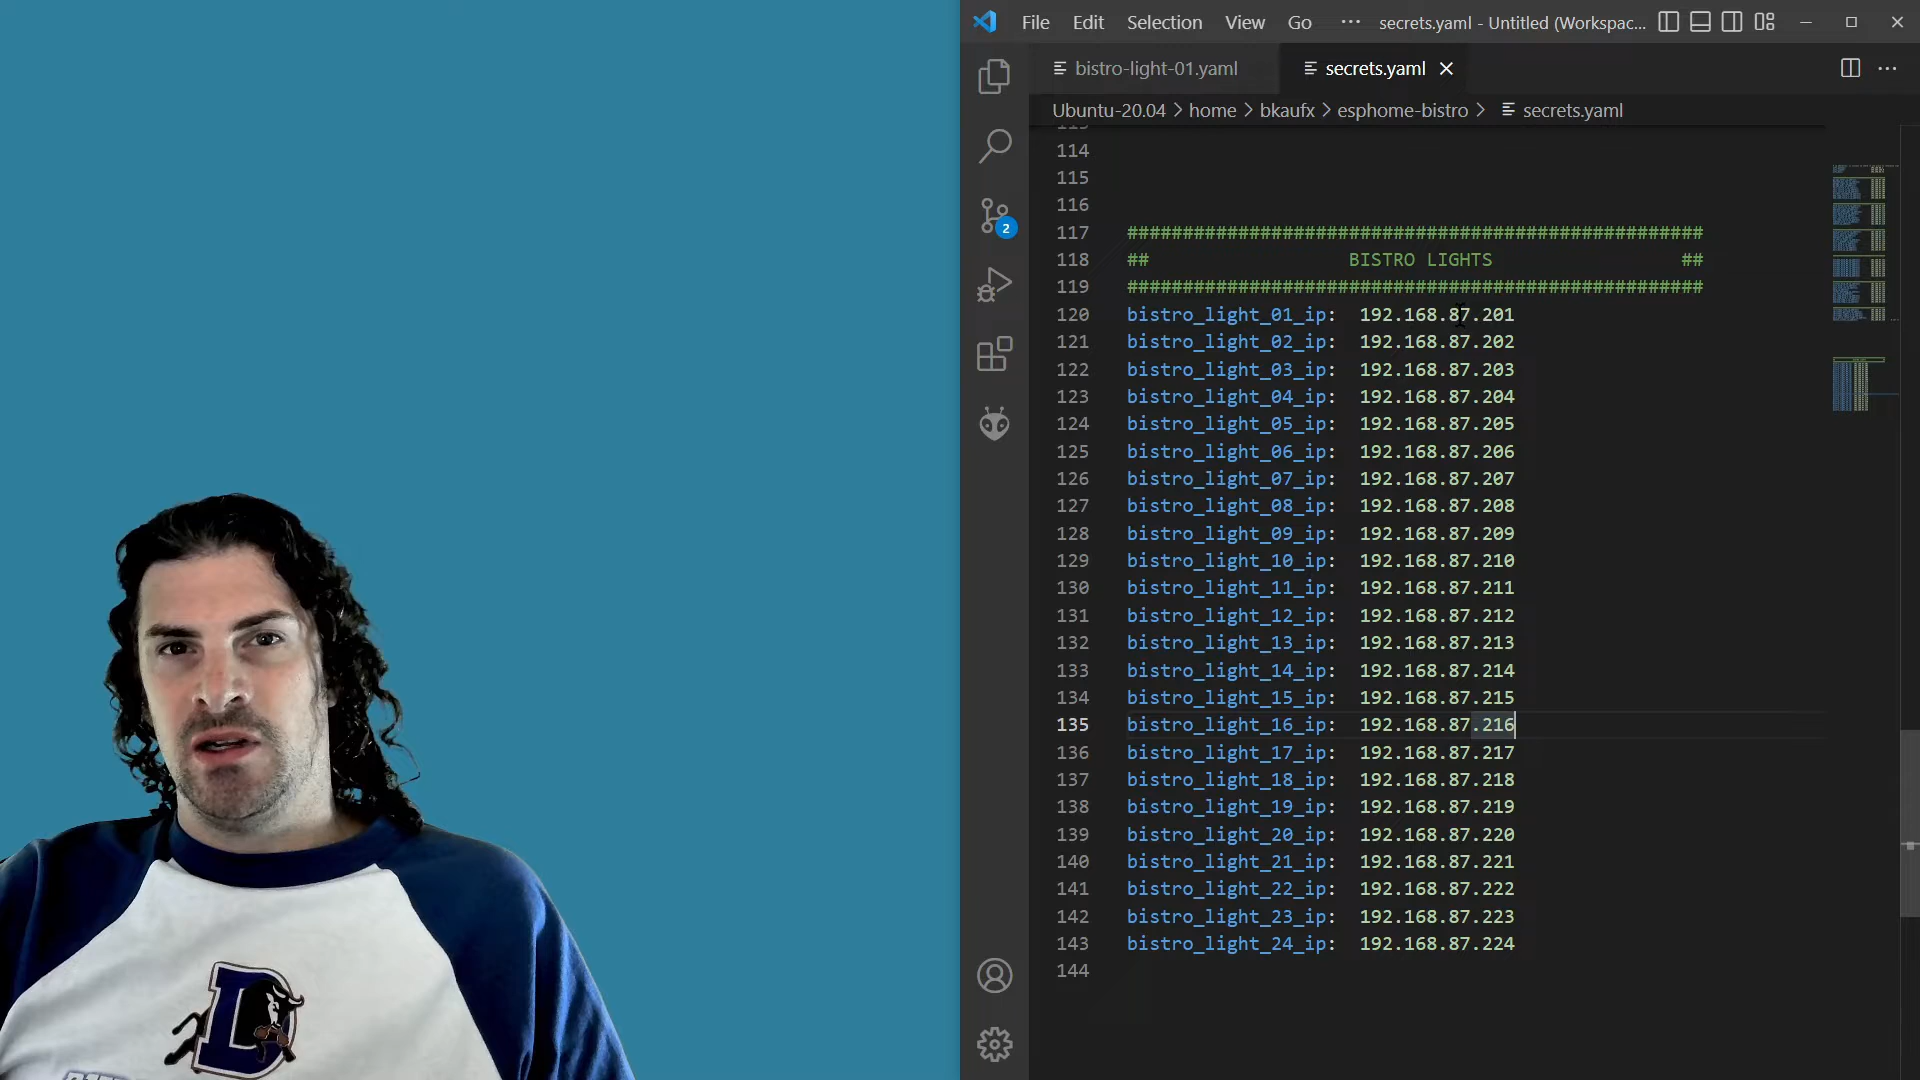 File Edit Selection View Go ··· secrets.yaml - Untitled (Workspac...
bistro-light-01.yaml secrets.yaml
Ubuntu-20.04 > home > bkaufx > esphome-bistro > secrets.yaml
114
115
116
117 ####################################################
118 ## BISTRO LIGHTS ##
119 ####################################################
120 bistro_light_01_ip: 192.168.87.201
121 bistro_light_02_ip: 192.168.87.202
122 bistro_light_03_ip: 192.168.87.203
123 bistro_light_04_ip: 192.168.87.204
124 bistro_light_05_ip: 192.168.87.205
125 bistro_light_06_ip: 192.168.87.206
126 bistro_light_07_ip: 192.168.87.207
127 bistro_light_08_ip: 192.168.87.208
128 bistro_light_09_ip: 192.168.87.209
129 bistro_light_10_ip: 192.168.87.210
130 bistro_light_11_ip: 192.168.87.211
131 bistro_light_12_ip: 192.168.87.212
132 bistro_light_13_ip: 192.168.87.213
133 bistro_light_14_ip: 192.168.87.214
134 bistro_light_15_ip: 192.168.87.215
135 bistro_light_16_ip: 192.168.87.216
136 bistro_light_17_ip: 192.168.87.217
137 bistro_light_18_ip: 192.168.87.218
138 bistro_light_19_ip: 192.168.87.219
139 bistro_light_20_ip: 192.168.87.220
140 bistro_light_21_ip: 192.168.87.221
141 bistro_light_22_ip: 192.168.87.222
142 bistro_light_23_ip: 192.168.87.223
143 bistro_light_24_ip: 192.168.87.224
144
2
D